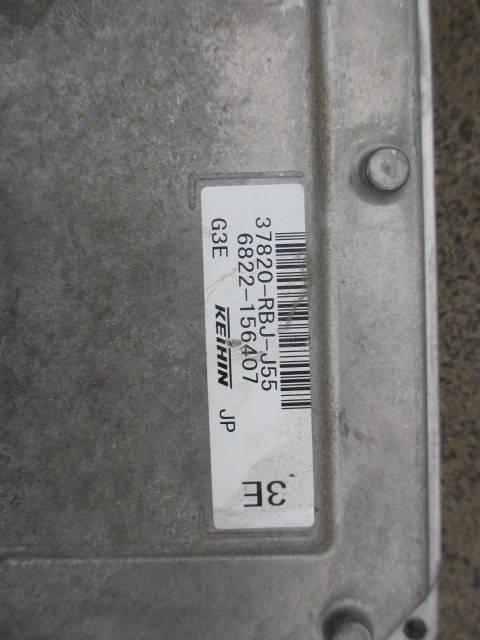 37820-RBJ-J55
6822-156407
G3E KEIHIN JP
3E